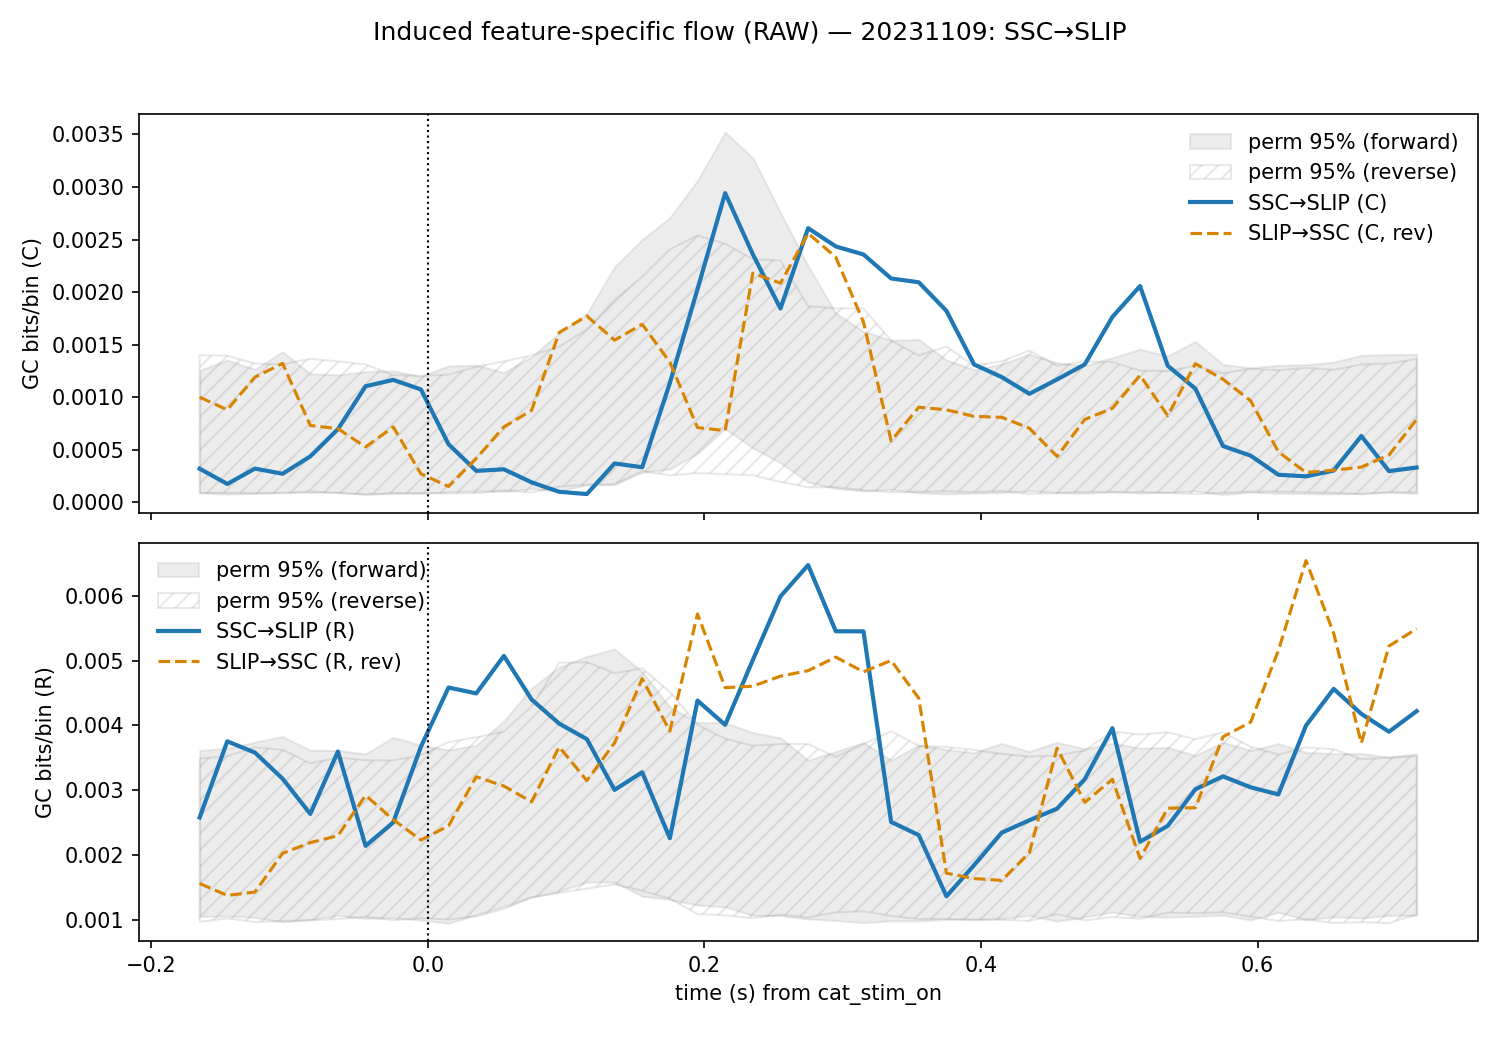 Induced feature-specific flow (RAW) — 20231109: SSC→SLIP
GC bits/bin (C)
0.0035
0.0030
0.0025
0.0020
0.0015
0.0010
0.0005
0.0000
perm 95% (forward)
perm 95% (reverse)
SSC→SLIP (C)
SLIP→SSC (C, rev)
GC bits/bin (R)
0.006
0.005
0.004
0.003
0.002
0.001
perm 95% (forward)
perm 95% (reverse)
SSC→SLIP (R)
SLIP→SSC (R, rev)
−0.2 0.0 0.2 0.4 0.6
time (s) from cat_stim_on